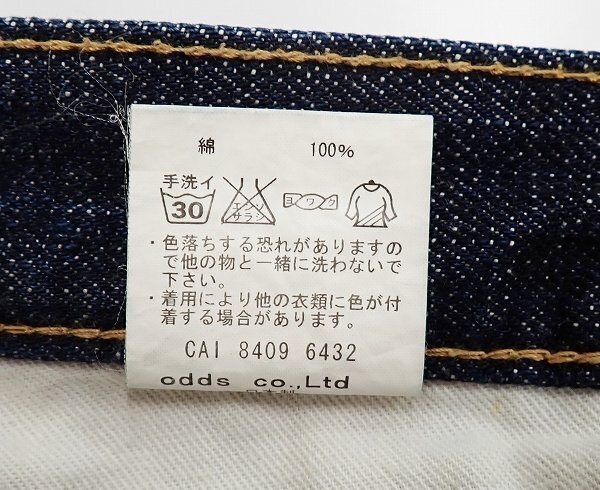 綿 100%
手洗イ
30 エンソサラシ ヨワク
・色落ちする恐れがありますの
で他の物と一緒に洗わないで
下さい。
・着用により他の衣類に色が付
着する場合があります。
CAI 8409 6432
odds co.,Ltd